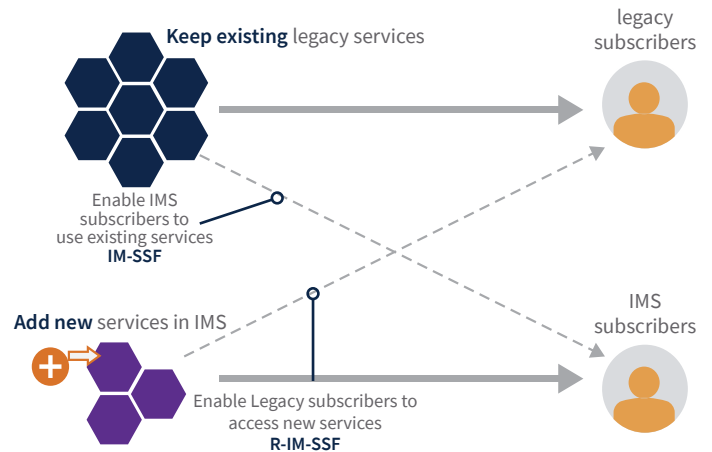 Keep existing legacy services
legacy
subscribers
Enable IMS
subscribers to
use existing services
IM-SSF
Add new services in IMS
IMS
subscribers
Enable Legacy subscribers to
access new services
R-IM-SSF